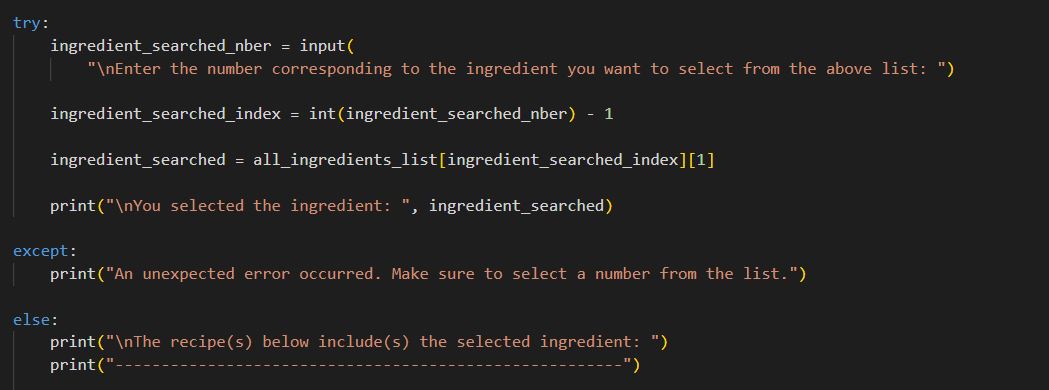 try:
ingredient_searched_nber = input(
"\nEnter the number corresponding to the ingredient you want to select from the above list: ")
ingredient_searched_index = int(ingredient_searched_nber) - 1
ingredient_searched = all_ingredients_list[ingredient_searched_index][1]
print("\nYou selected the ingredient: ", ingredient_searched)
except:
print("An unexpected error occurred. Make sure to select a number from the list.")
else:
print("\nThe recipe(s) below include(s) the selected ingredient: ")
print("-------------------------------------------------------")